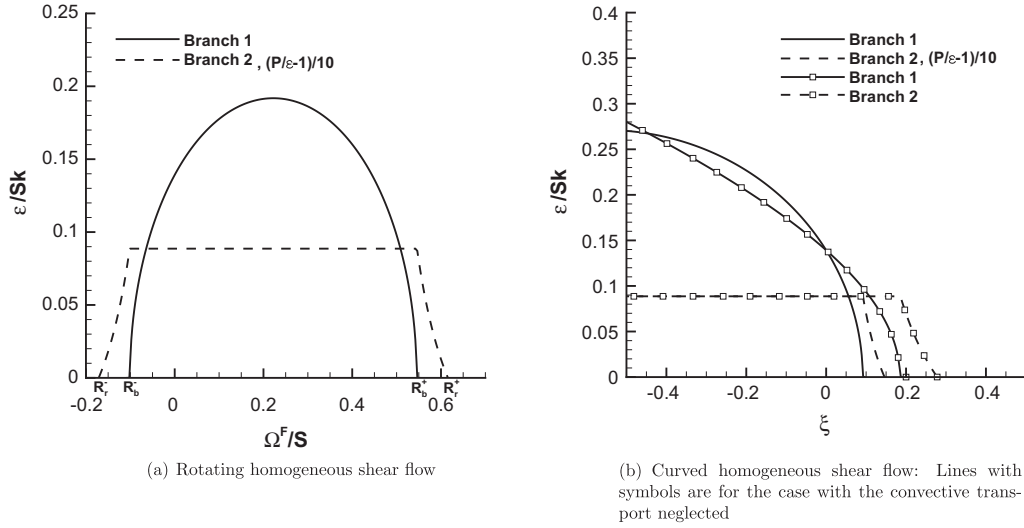 ε/Sk
0.25
0.2
0.15
0.1
0.05
0
Branch 1
Branch 2 , (P/ε-1)/10
R_r^- R_b^- R_b^+ R_r^+
-0.2 0 0.2 0.4 0.6
Ω^F/S
(a) Rotating homogeneous shear flow
ε/Sk
0.4
0.35
0.3
0.25
0.2
0.15
0.1
0.05
0
Branch 1
Branch 2 , (P/ε-1)/10
Branch 1
Branch 2
-0.4 -0.2 0 0.2 0.4
ξ
(b) Curved homogeneous shear flow: Lines with
symbols are for the case with the convective trans-
port neglected